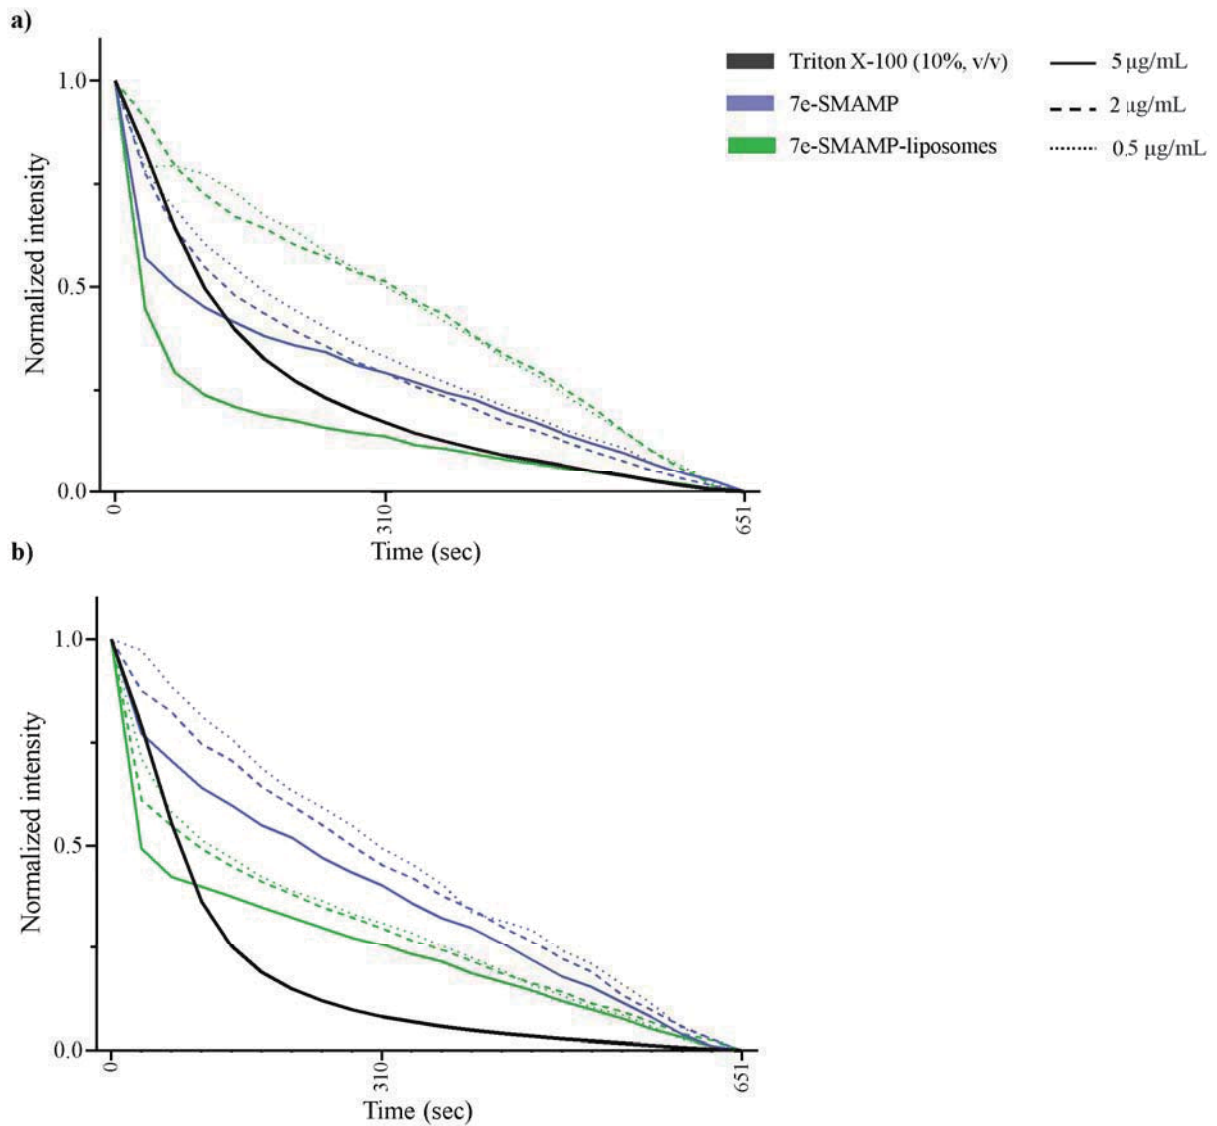 a)
1.0
0.5
0.0
Normalized intensity
0
310
651
Time (sec)
Triton X-100 (10%, v/v)
7e-SMAMP
7e-SMAMP-liposomes
5 μg/mL
2 μg/mL
0.5 μg/mL
b)
1.0
0.5
0.0
Normalized intensity
0
310
651
Time (sec)